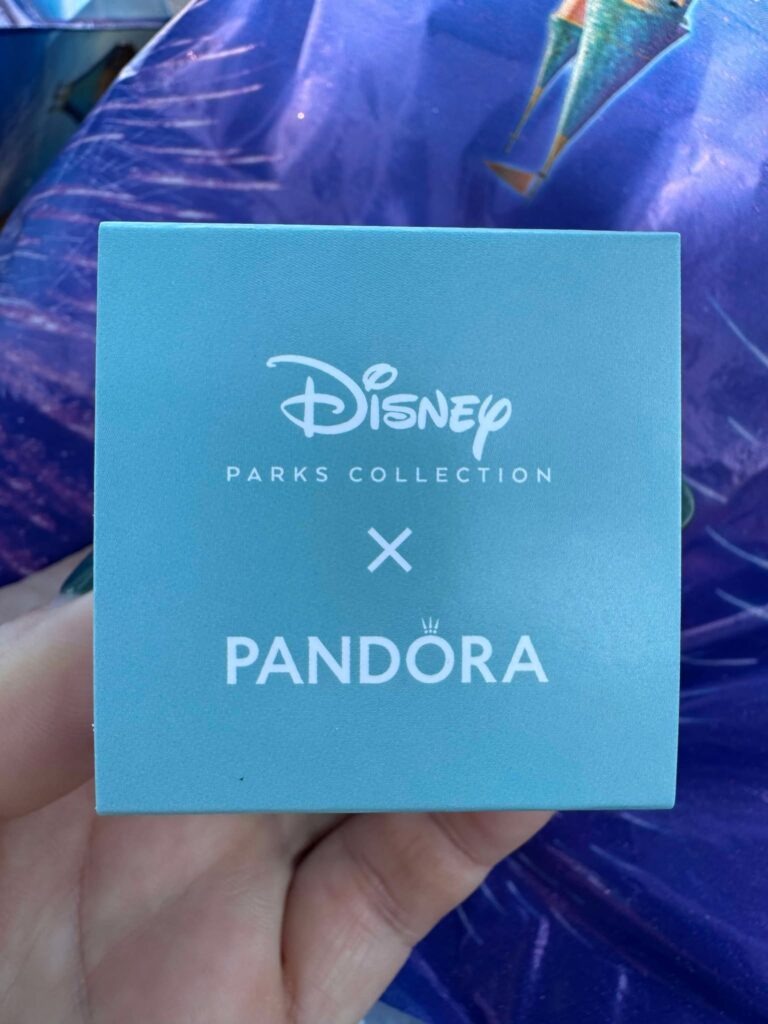 Disney
PARKS COLLECTION
×
PANDORA